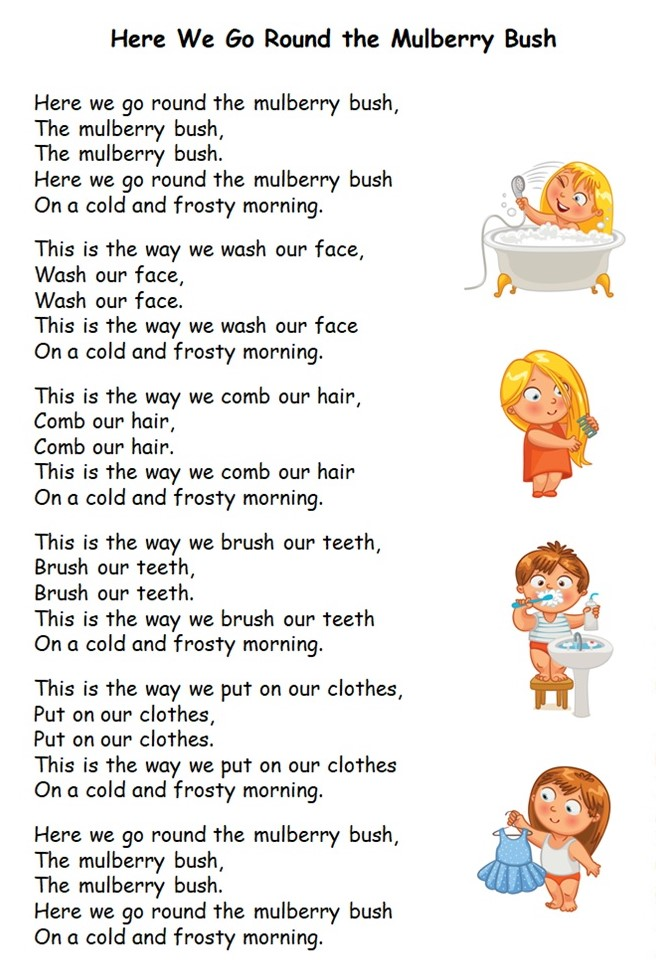 Here We Go Round the Mulberry Bush
Here we go round the mulberry bush,
The mulberry bush,
The mulberry bush.
Here we go round the mulberry bush
On a cold and frosty morning.
This is the way we wash our face,
Wash our face,
Wash our face.
This is the way we wash our face
On a cold and frosty morning.
This is the way we comb our hair,
Comb our hair,
Comb our hair.
This is the way we comb our hair
On a cold and frosty morning.
This is the way we brush our teeth,
Brush our teeth,
Brush our teeth.
This is the way we brush our teeth
On a cold and frosty morning.
This is the way we put on our clothes,
Put on our clothes,
Put on our clothes.
This is the way we put on our clothes
On a cold and frosty morning.
Here we go round the mulberry bush,
The mulberry bush,
The mulberry bush.
Here we go round the mulberry bush
On a cold and frosty morning.